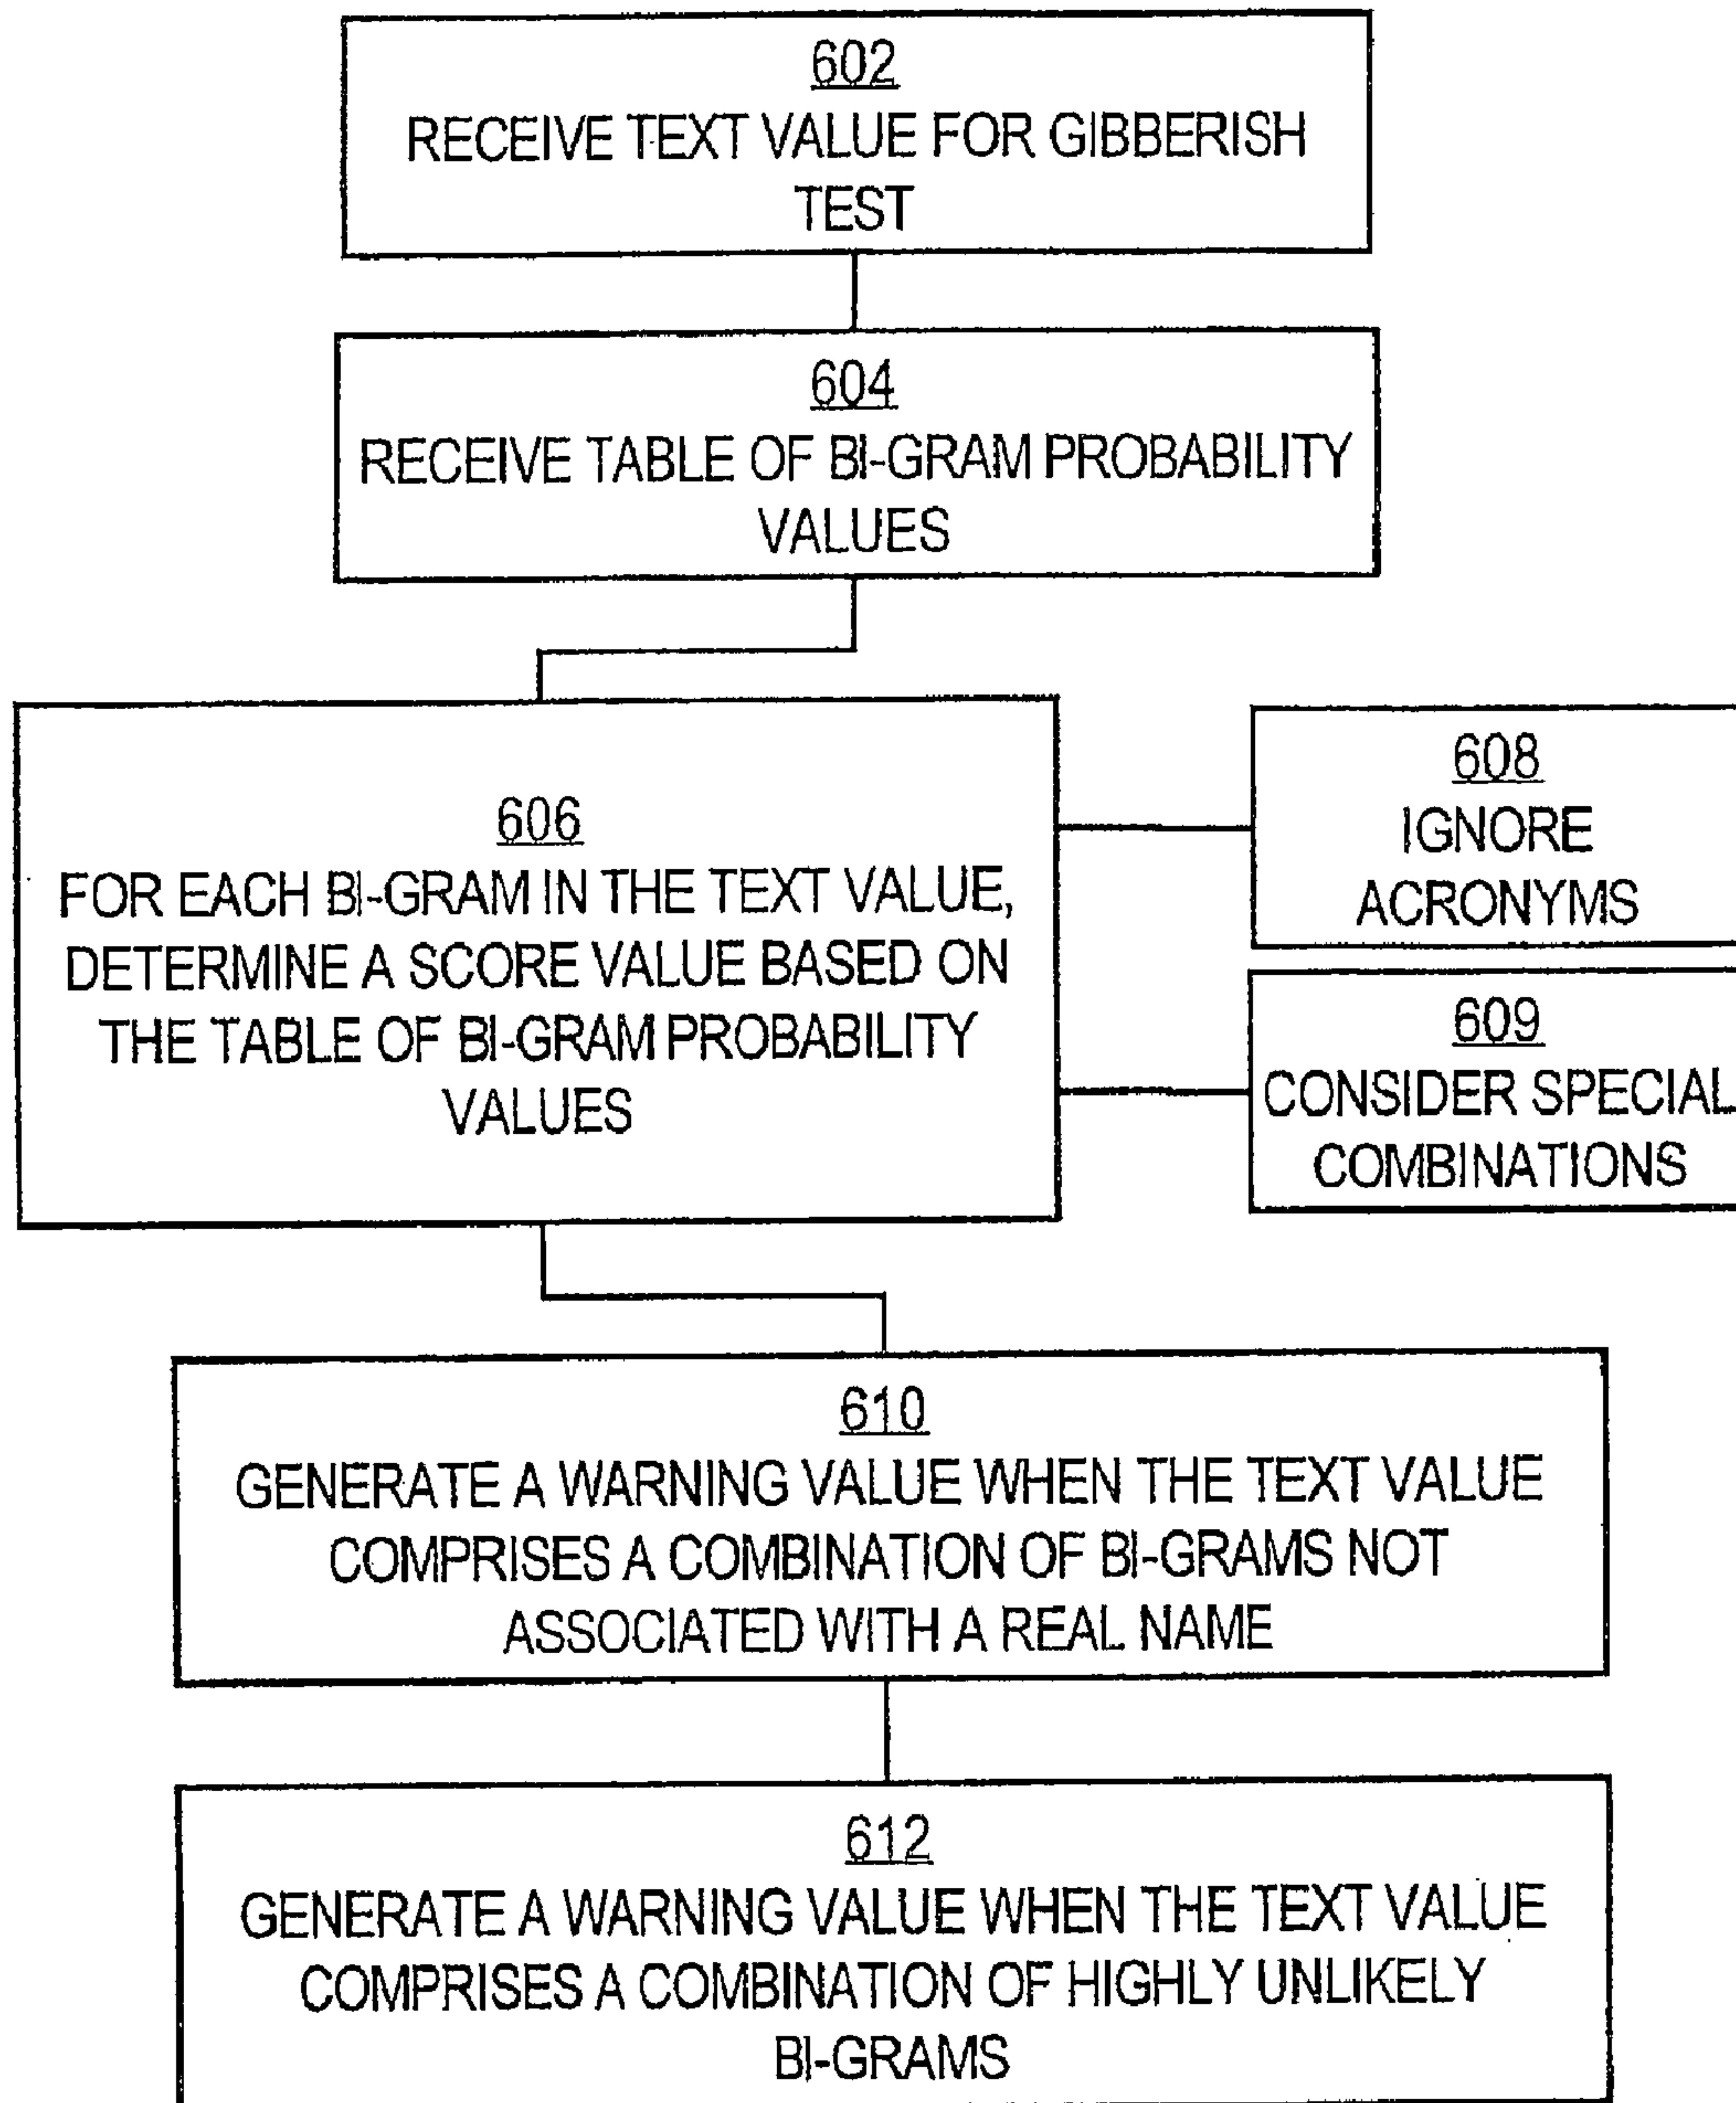 602
RECEIVE TEXT VALUE FOR GIBBERISH
TEST
604
RECEIVE TABLE OF BI-GRAM PROBABILITY
VALUES
606
FOR EACH BI-GRAM IN THE TEXT VALUE,
DETERMINE A SCORE VALUE BASED ON
THE TABLE OF BI-GRAM PROBABILITY
VALUES
608
IGNORE
ACRONYMS
609
CONSIDER SPECIAL
COMBINATIONS
610
GENERATE A WARNING VALUE WHEN THE TEXT VALUE
COMPRISES A COMBINATION OF BI-GRAMS NOT
ASSOCIATED WITH A REAL NAME
612
GENERATE A WARNING VALUE WHEN THE TEXT VALUE
COMPRISES A COMBINATION OF HIGHLY UNLIKELY
BI-GRAMS